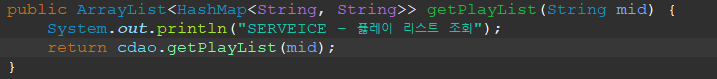 public ArrayList<HashMap<String, String>> getPlayList(String mid) {
System.out.println("SERVEICE - 플레이 리스트 조회");
return cdao.getPlayList(mid);
}